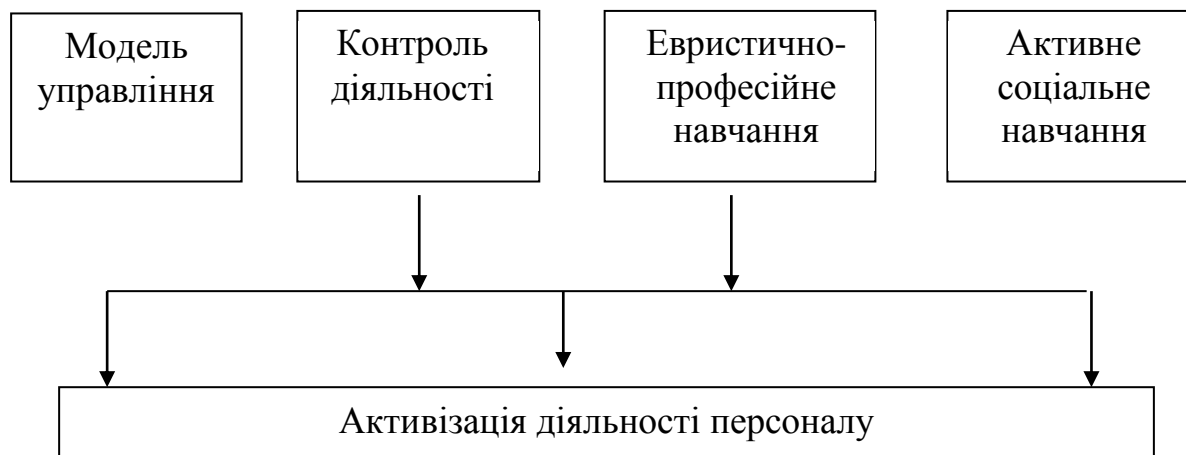 Модель
управління
Контроль
діяльності
Евристично-
професійне
навчання
Активне
соціальне
навчання
Активізація діяльності персоналу